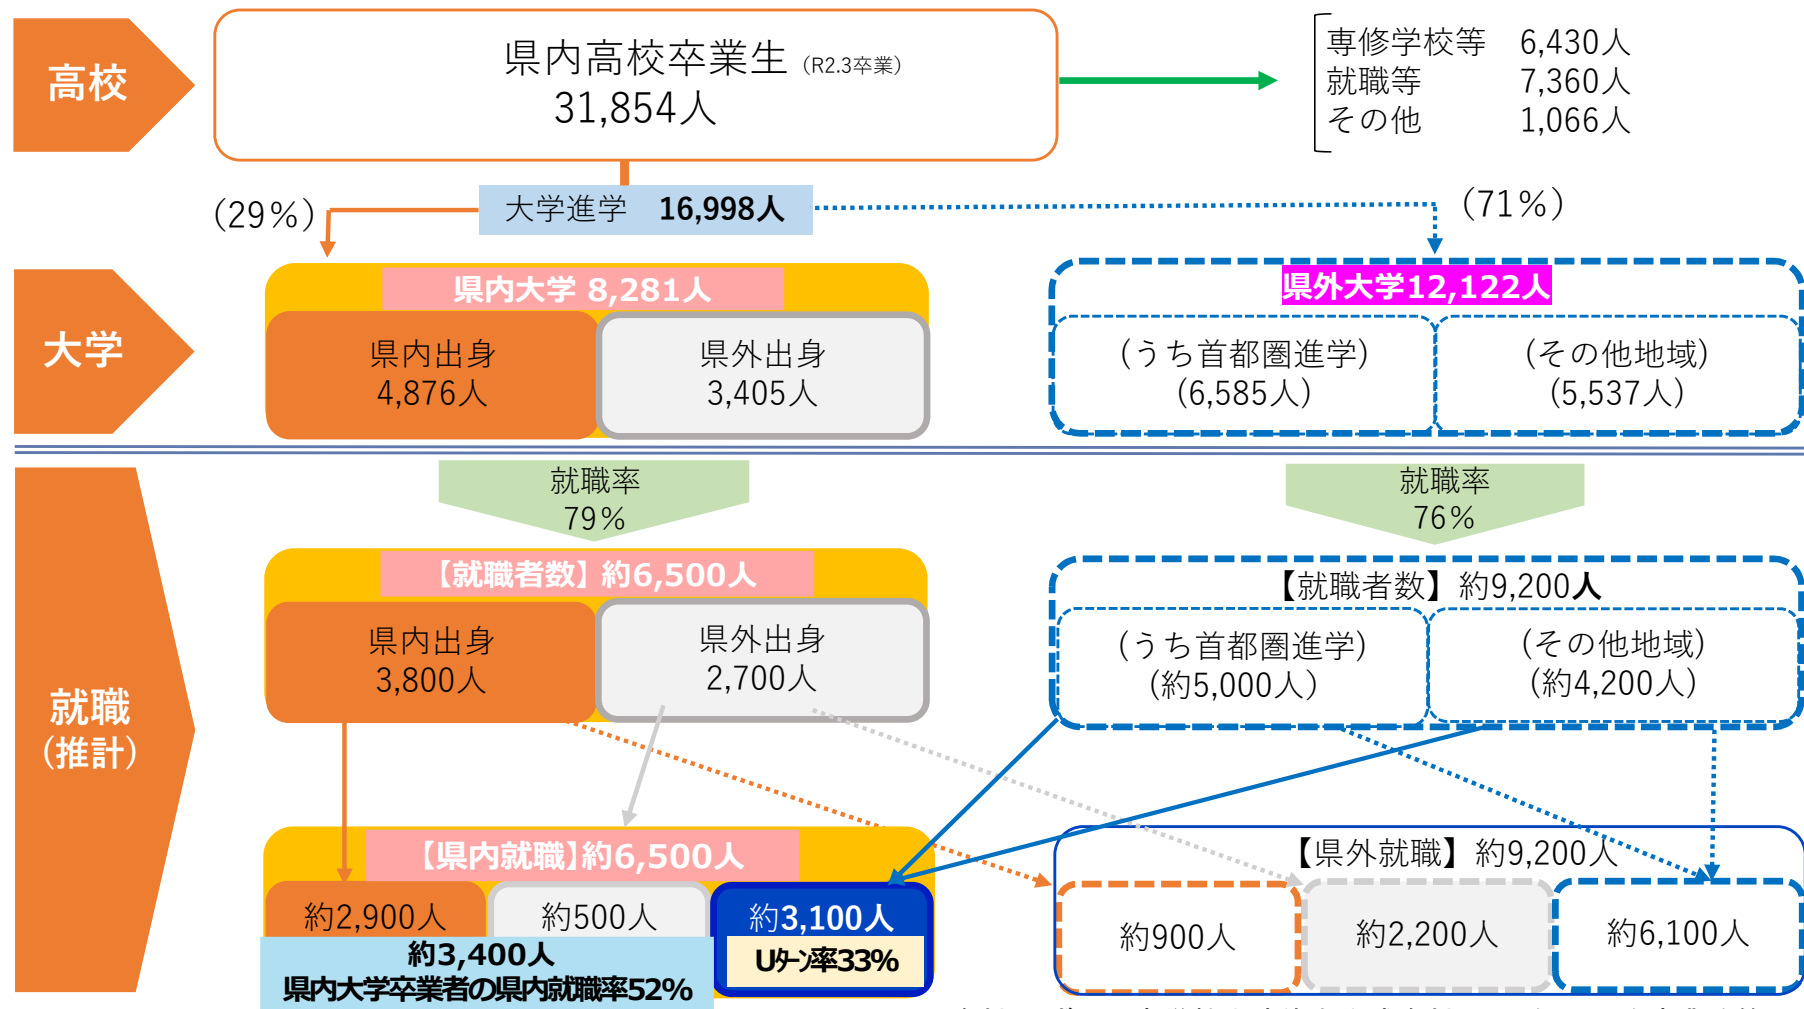 高校
県内高校卒業生 (R2.3卒業)
31,854人
専修学校等 6,430人
就職等 7,360人
その他 1,066人
(29%)
大学進学 16,998人
(71%)
大学
県内大学 8,281人
県内出身
4,876人
県外出身
3,405人
県外大学12,122人
(うち首都圏進学)
(6,585人)
(その他地域)
(5,537人)
就職率
79%
就職率
76%
就職
(推計)
【就職者数】約6,500人
県内出身
3,800人
県外出身
2,700人
【就職者数】約9,200人
(うち首都圏進学)
(約5,000人)
(その他地域)
(約4,200人)
【県内就職】約6,500人
約2,900人
約500人
約3,100人
Uターン率33%
約3,400人
県内大学卒業者の県内就職率52%
【県外就職】約9,200人
約900人
約2,200人
約6,100人